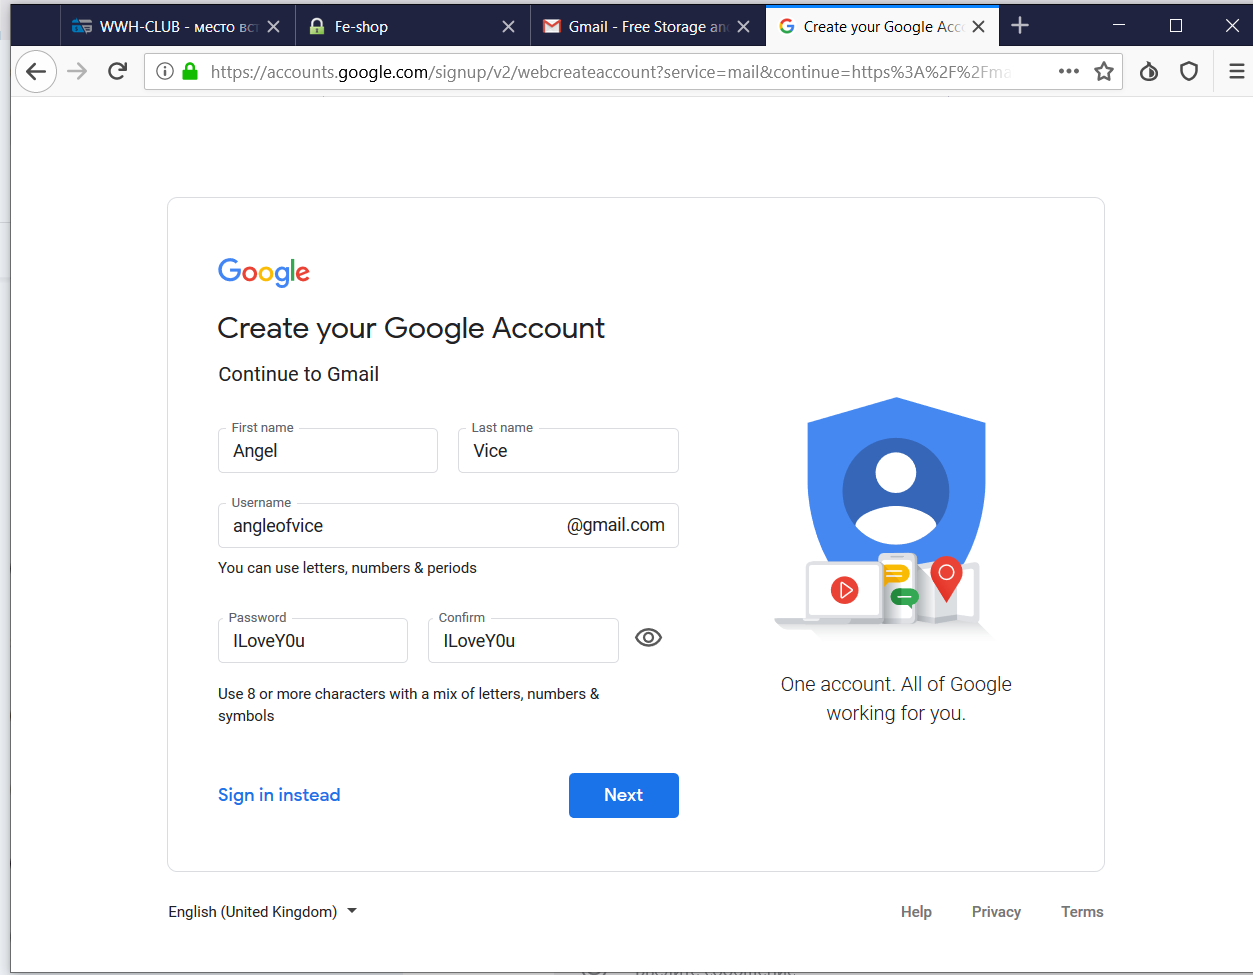 WWH-CLUB - место вст
Fe-shop
Gmail - Free Storage an
Create your Google Acc
https://accounts.google.com/signup/v2/webcreateaccount?service=mail&continue=https%3A%2F%2Fma
Google
Create your Google Account
Continue to Gmail
First name
Last name
Angel
Vice
Username
angleofvice
@gmail.com
You can use letters, numbers & periods
Password
Confirm
ILoveY0u
ILoveY0u
Use 8 or more characters with a mix of letters, numbers &
symbols
One account. All of Google
working for you.
Sign in instead
Next
English (United Kingdom)
Help
Privacy
Terms